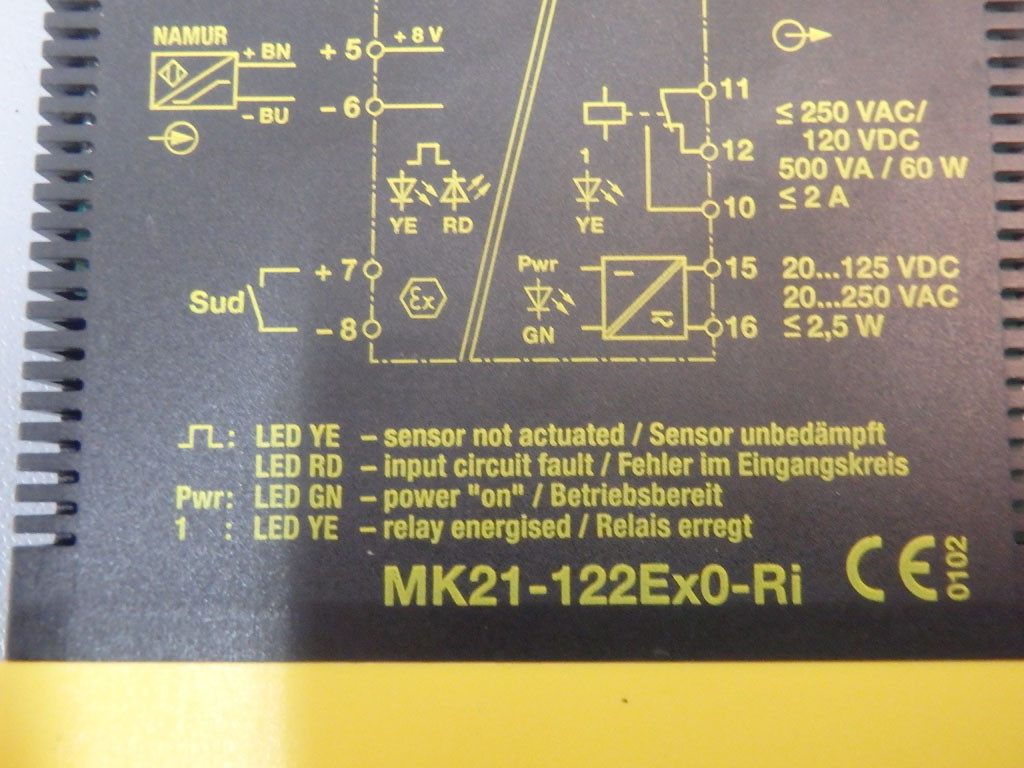 NAMUR
+ BN
- BU
+ 5
+ 8 V
- 6
YE RD
Sud
+ 7
- 8
Ex
11
12
10
1
YE
≤ 250 VAC/
120 VDC
500 VA / 60 W
≤ 2 A
Pwr
GN
15
16
20...125 VDC
20...250 VAC
≤ 2,5 W
: LED YE – sensor not actuated / Sensor unbedämpft
LED RD – input circuit fault / Fehler im Eingangskreis
Pwr: LED GN – power "on" / Betriebsbereit
1 : LED YE – relay energised / Relais erregt
MK21-122Ex0-Ri
CE 0102